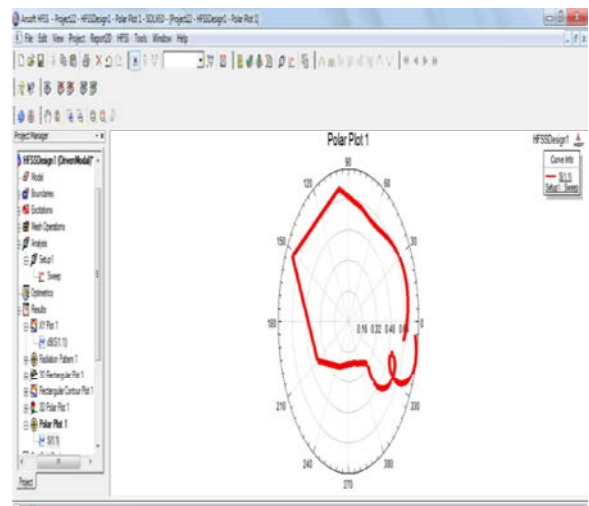 Ansoft HFSS - Project22 - HFSSDesign1 - Polar Plot 1 - SOLVED - [Project22 - HFSSDesign1 - Polar Plot 1]
File Edit View Project Report2D HFSS Tools Window Help
Project Manager
HFSSDesign1 (DrivenModal)*
Model
Boundaries
Excitations
Mesh Operations
Analysis
Setup1
Sweep
Optimetrics
Results
XY Plot 1
dB(S(1,1))
Radiation Pattern 1
3D Rectangular Plot 1
Rectangular Contour Plot 1
3D Polar Plot 1
Polar Plot 1
S(1,1)
Project
Polar Plot 1
HFSSDesign1
Curve Info
S(1,1)
Setup1 : Sweep
90
120
60
150
30
180
0.16 0.32 0.48
0
210
330
240
300
270